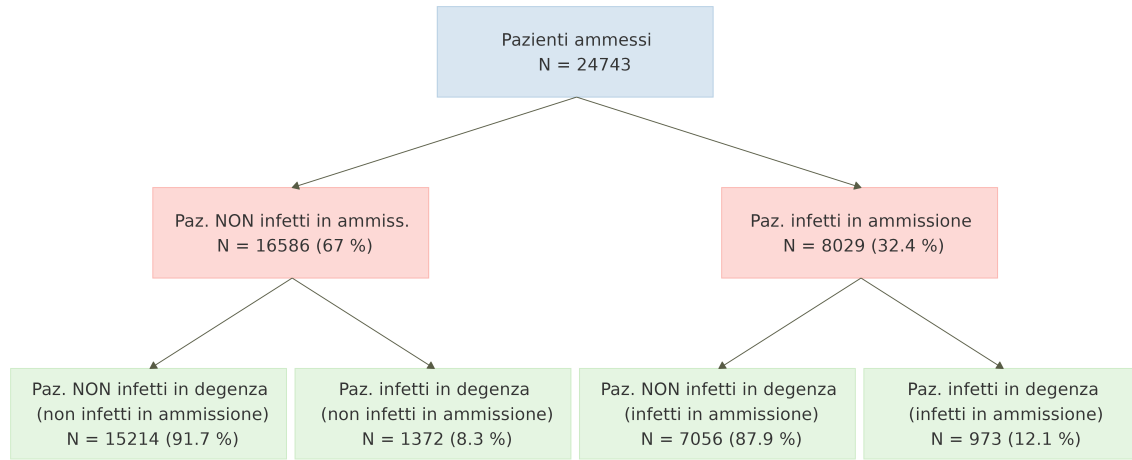 Pazienti ammessi
N = 24743
Paz. NON infetti in ammiss.
N = 16586 (67 %)
Paz. infetti in ammissione
N = 8029 (32.4 %)
Paz. NON infetti in degenza
(non infetti in ammissione)
N = 15214 (91.7 %)
Paz. infetti in degenza
(non infetti in ammissione)
N = 1372 (8.3 %)
Paz. NON infetti in degenza
(infetti in ammissione)
N = 7056 (87.9 %)
Paz. infetti in degenza
(infetti in ammissione)
N = 973 (12.1 %)